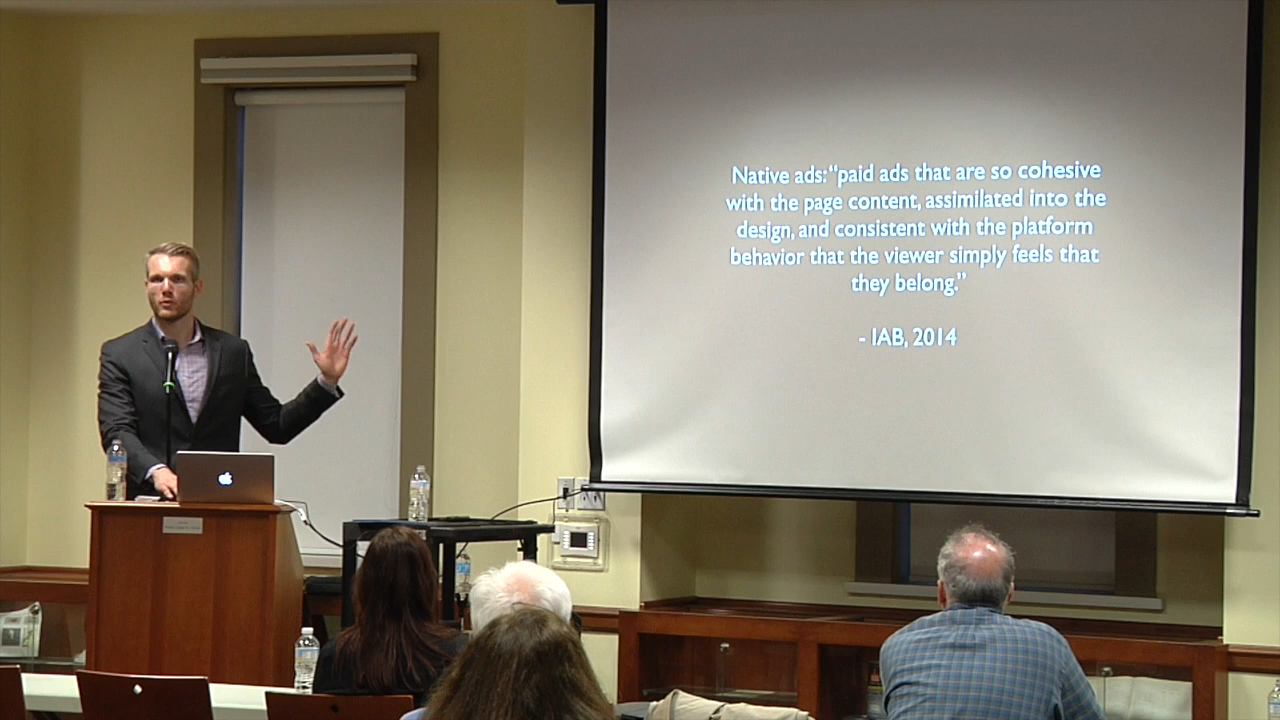 Native ads: "paid ads that are so cohesive
with the page content, assimilated into the
design, and consistent with the platform
behavior that the viewer simply feels that
they belong."
- IAB, 2014